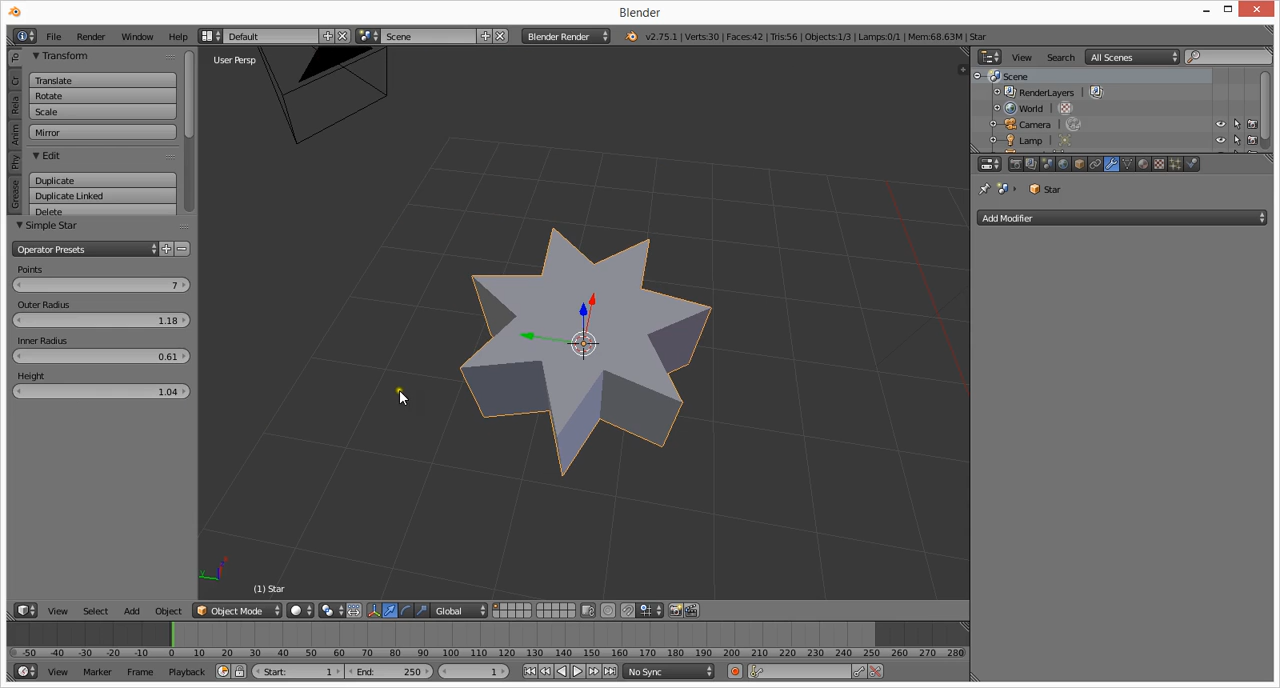 Blender
File Render Window Help Default Scene Blender Render v2.75.1 | Verts:30 | Faces:42 | Tris:56 | Objects:1/3 | Lamps:0/1 | Mem:68.63M | Star
Transform
Translate
Rotate
Scale
Mirror
Edit
Duplicate
Duplicate Linked
Delete
To
Cr
Rela
Anim
Phy
Grease
Simple Star
Operator Presets
Points
7
Outer Radius
1.18
Inner Radius
0.61
Height
1.04
User Persp
(1) Star
View Search All Scenes
Scene
RenderLayers
World
Camera
Lamp
Star
Add Modifier
View Select Add Object Object Mode Global
-50 -40 -30 -20 -10 0 10 20 30 40 50 60 70 80 90 100 110 120 130 140 150 160 170 180 190 200 210 220 230 240 250 260 270 280
View Marker Frame Playback Start: 1 End: 250 1 No Sync